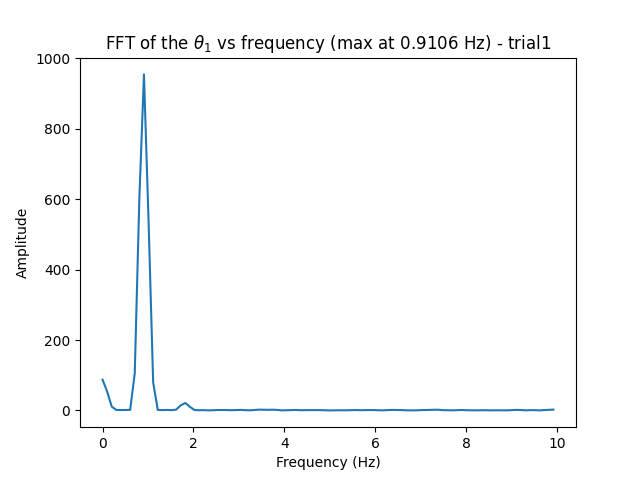 FFT of the θ₁ vs frequency (max at 0.9106 Hz) - trial1
1000
800
600
400
200
0
Amplitude
0 2 4 6 8 10
Frequency (Hz)